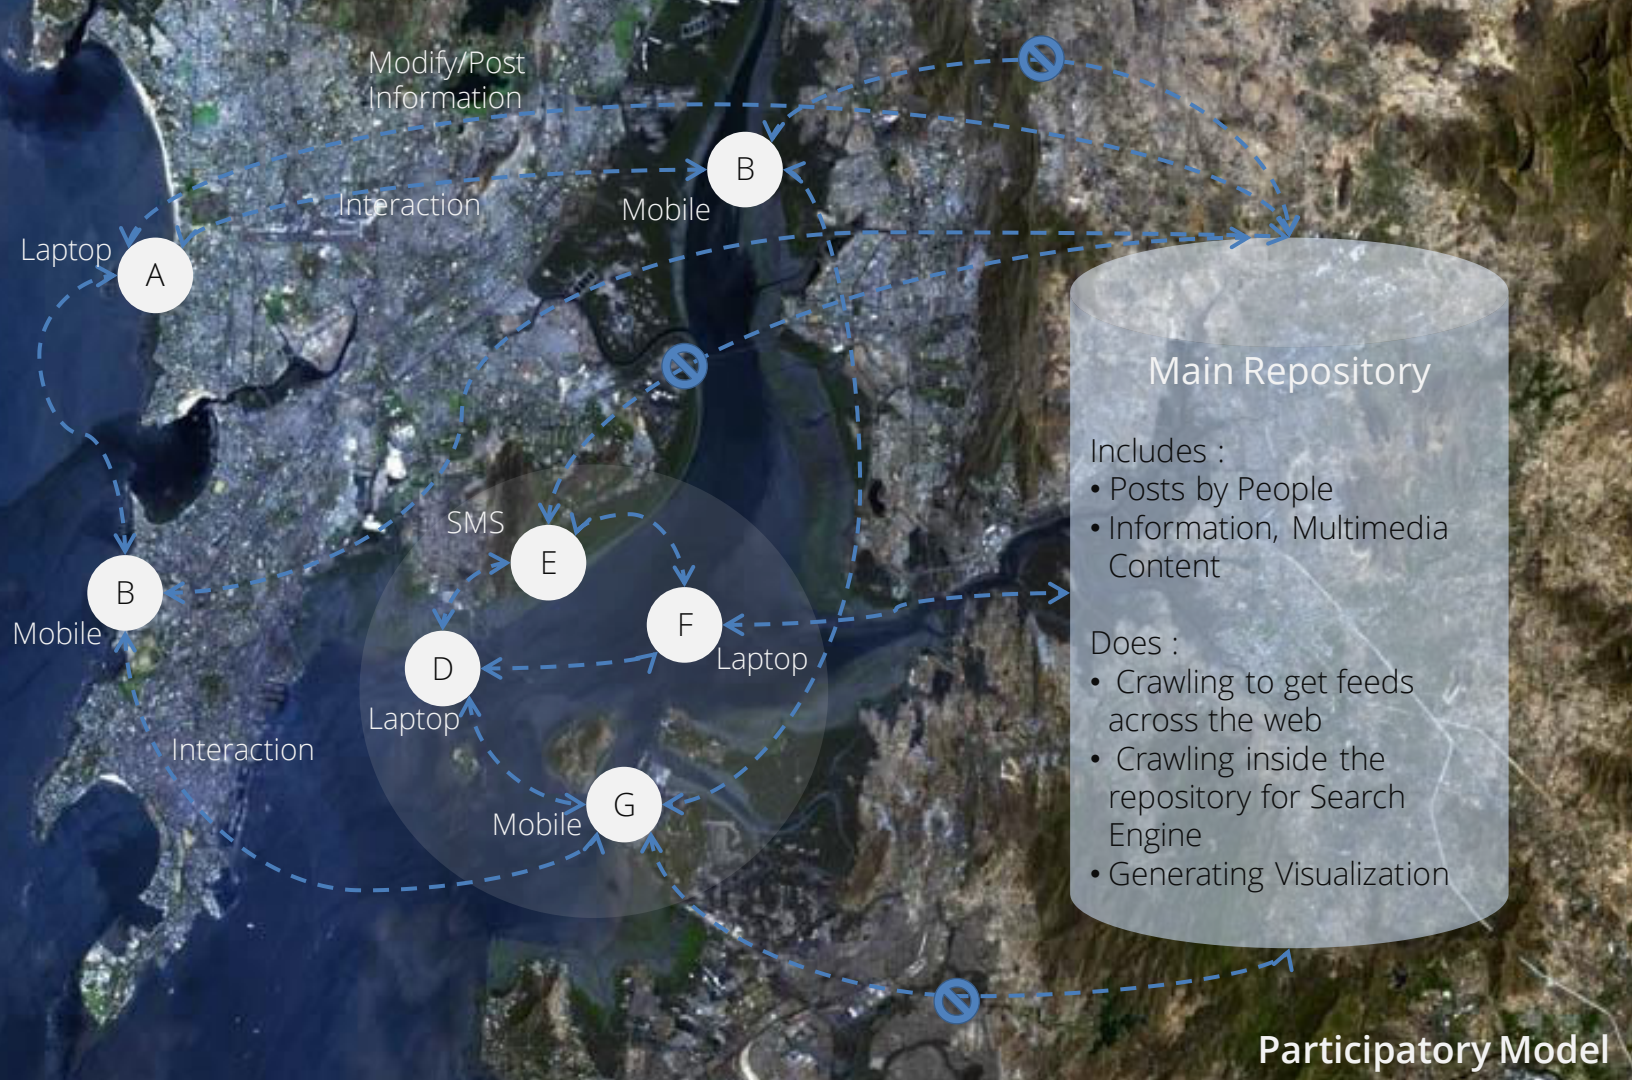 Modify/Post
Information
B
Interaction
Mobile
Laptop
A
Main Repository
Includes :
• Posts by People
• Information, Multimedia
Content
SMS
E
B
Mobile
F
Laptop
D
Laptop
Does :
• Crawling to get feeds
across the web
• Crawling inside the
repository for Search
Engine
• Generating Visualization
Interaction
G
Mobile
Participatory Model